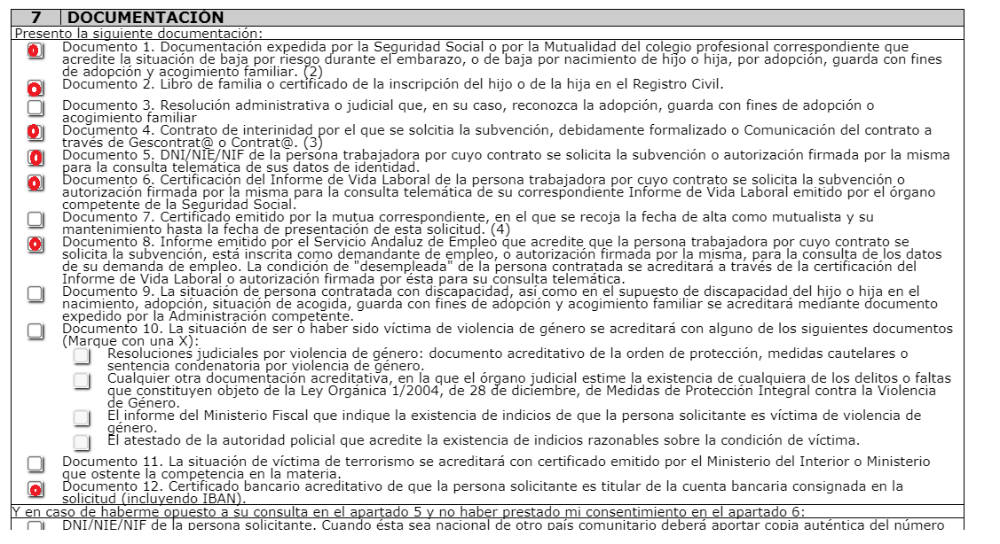 7 DOCUMENTACIÓN
Presento la siguiente documentación:
Documento 1. Documentación expedida por la Seguridad Social o por la Mutualidad del colegio profesional correspondiente que
acredite la situación de baja por riesgo durante el embarazo, o de baja por nacimiento de hijo o hija, por adopción, guarda con fines
de adopción y acogimiento familiar. (2)
Documento 2. Libro de familia o certificado de la inscripción del hijo o de la hija en el Registro Civil.
Documento 3. Resolución administrativa o judicial que, en su caso, reconozca la adopción, guarda con fines de adopción o
acogimiento familiar
Documento 4. Contrato de interinidad por el que se solcitia la subvención, debidamente formalizado o Comunicación del contrato a
través de Gescontrat@ o Contrat@. (3)
Documento 5. DNI/NIE/NIF de la persona trabajadora por cuyo contrato se solicita la subvención o autorización firmada por la misma
para la consulta telemática de sus datos de identidad.
Documento 6. Certificación del Informe de Vida Laboral de la persona trabajadora por cuyo contrato se solicita la subvención o
autorización firmada por la misma para la consulta telemática de su correspondiente Informe de Vida Laboral emitido por el órgano
competente de la Seguridad Social.
Documento 7. Certificado emitido por la mutua correspondiente, en el que se recoja la fecha de alta como mutualista y su
mantenimiento hasta la fecha de presentación de esta solicitud. (4)
Documento 8. Informe emitido por el Servicio Andaluz de Empleo que acredite que la persona trabajadora por cuyo contrato se
solicita la subvención, está inscrita como demandante de empleo, o autorización firmada por la misma, para la consulta de los datos
de su demanda de empleo. La condición de "desempleada" de la persona contratada se acreditará a través de la certificación del
Informe de Vida Laboral o autorización firmada por ésta para su consulta telemática.
Documento 9. La situación de persona contratada con discapacidad, así como en el supuesto de discapacidad del hijo o hija en el
nacimiento, adopción, situación de acogida, guarda con fines de adopción y acogimiento familiar se acreditará mediante documento
expedido por la Administración competente.
Documento 10. La situación de ser o haber sido víctima de violencia de género se acreditará con alguno de los siguientes documentos
(Marque con una X):
Resoluciones judiciales por violencia de género: documento acreditativo de la orden de protección, medidas cautelares o
sentencia condenatoria por violencia de género.
Cualquier otra documentación acreditativa, en la que el órgano judicial estime la existencia de cualquiera de los delitos o faltas
que constituyen objeto de la Ley Orgánica 1/2004, de 28 de diciembre, de Medidas de Protección Integral contra la Violencia
de Género.
El informe del Ministerio Fiscal que indique la existencia de indicios de que la persona solicitante es víctima de violencia de
género.
El atestado de la autoridad policial que acredite la existencia de indicios razonables sobre la condición de víctima.
Documento 11. La situación de víctima de terrorismo se acreditará con certificado emitido por el Ministerio del Interior o Ministerio
que ostente la competencia en la materia.
Documento 12. Certificado bancario acreditativo de que la persona solicitante es titular de la cuenta bancaria consignada en la
solicitud (incluyendo IBAN).
Y en caso de haberme opuesto a su consulta en el apartado 5 y no haber prestado mi consentimiento en el apartado 6:
DNI/NIE/NIF de la persona solicitante. Cuando ésta sea nacional de otro país comunitario deberá aportar copia auténtica del número